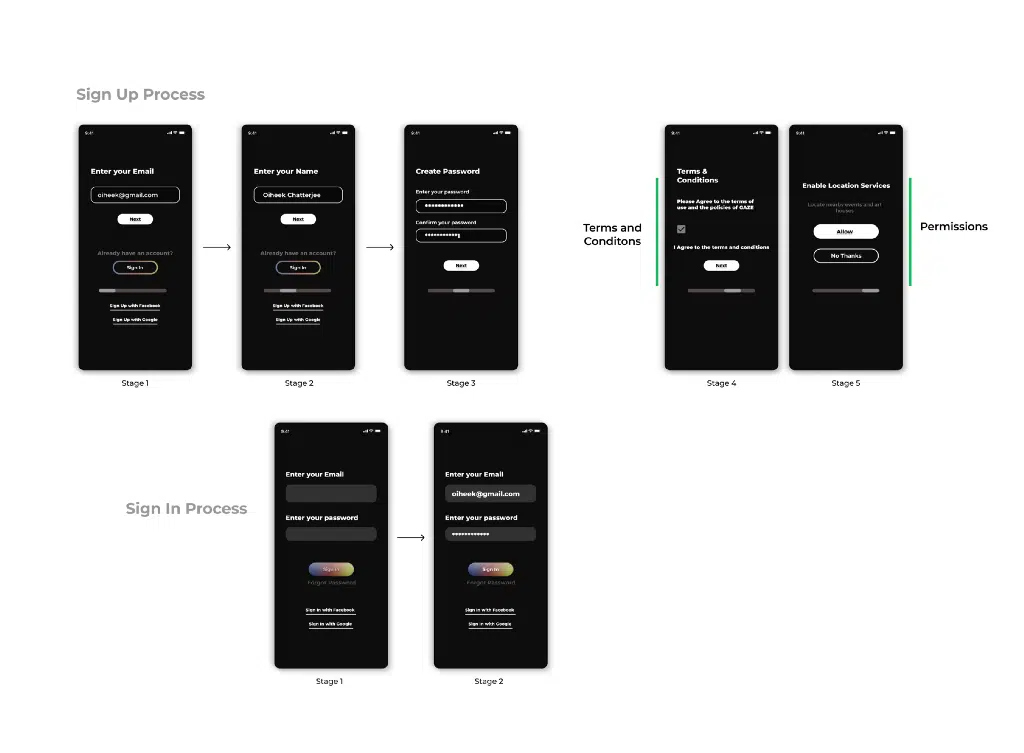 Sign Up Process
9:41
Enter your Email
oiheek@gmail.com
Next
Already have an account?
Sign In
Sign Up with Facebook
Sign Up with Google
Stage 1
9:41
Enter your Name
Oiheek Chatterjee
Next
Already have an account?
Sign In
Sign Up with Facebook
Sign Up with Google
Stage 2
9:41
Create Password
Enter your password
Confirm your password
Next
Stage 3
Terms and
Conditons
9:41
Terms &
Conditions
Please Agree to the terms of
use and the policies of GAZE
I Agree to the terms and conditions
Next
Stage 4
9:41
Enable Location Services
Locate nearby events and art
houses
Allow
No Thanks
Stage 5
Permissions
Sign In Process
9:41
Enter your Email
Enter your password
Sign In
Forgot Password
Sign In with Facebook
Sign In with Google
Stage 1
9:41
Enter your Email
oiheek@gmail.com
Enter your password
Sign In
Forgot Password
Sign In with Facebook
Sign In with Google
Stage 2